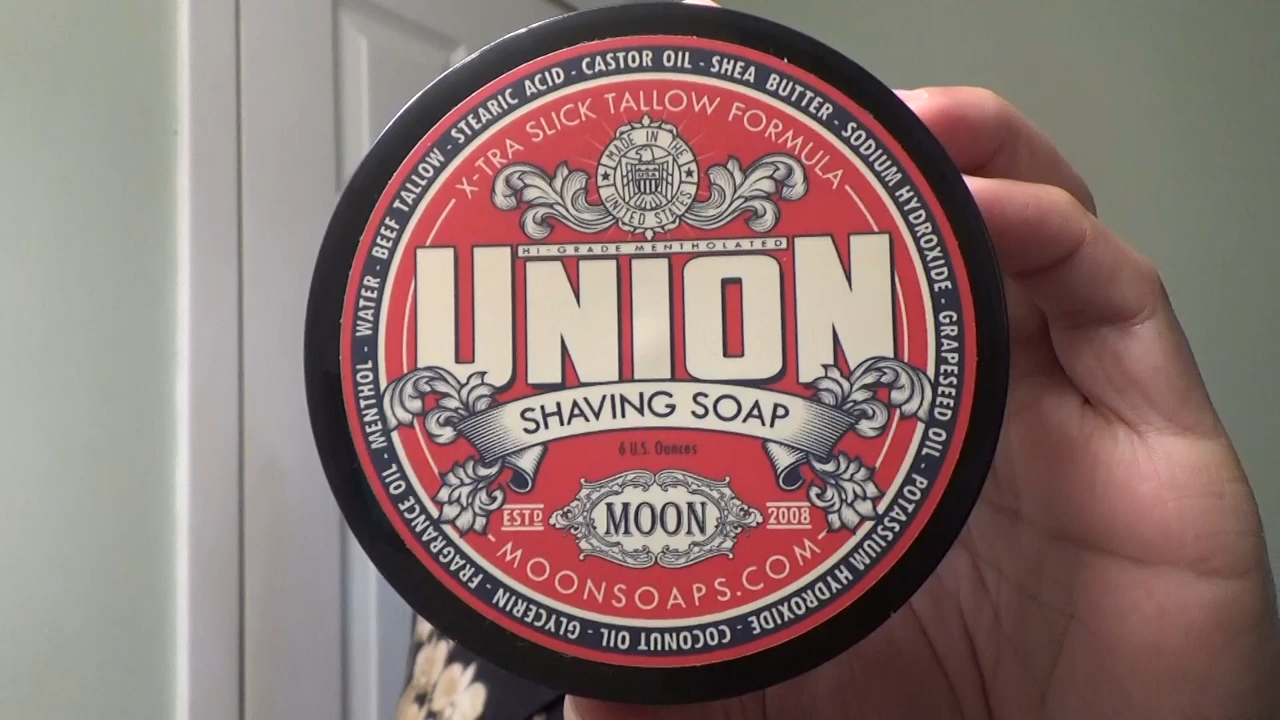 WATER - BEEF TALLOW - STEARIC ACID - CASTOR OIL - SHEA BUTTER - SODIUM HYDROXIDE - GRAPESEED OIL - POTASSIUM HYDROXIDE - COCONUT OIL - GLYCERIN - FRAGRANCE OIL - MENTHOL -
X-TRA SLICK TALLOW FORMULA
MADE IN THE
USA
UNITED STATES
HI-GRADE MENTHOLATED
UNION
SHAVING SOAP
6 U.S. Ounces
ESTD MOON 2008
MOONSOAPS.COM